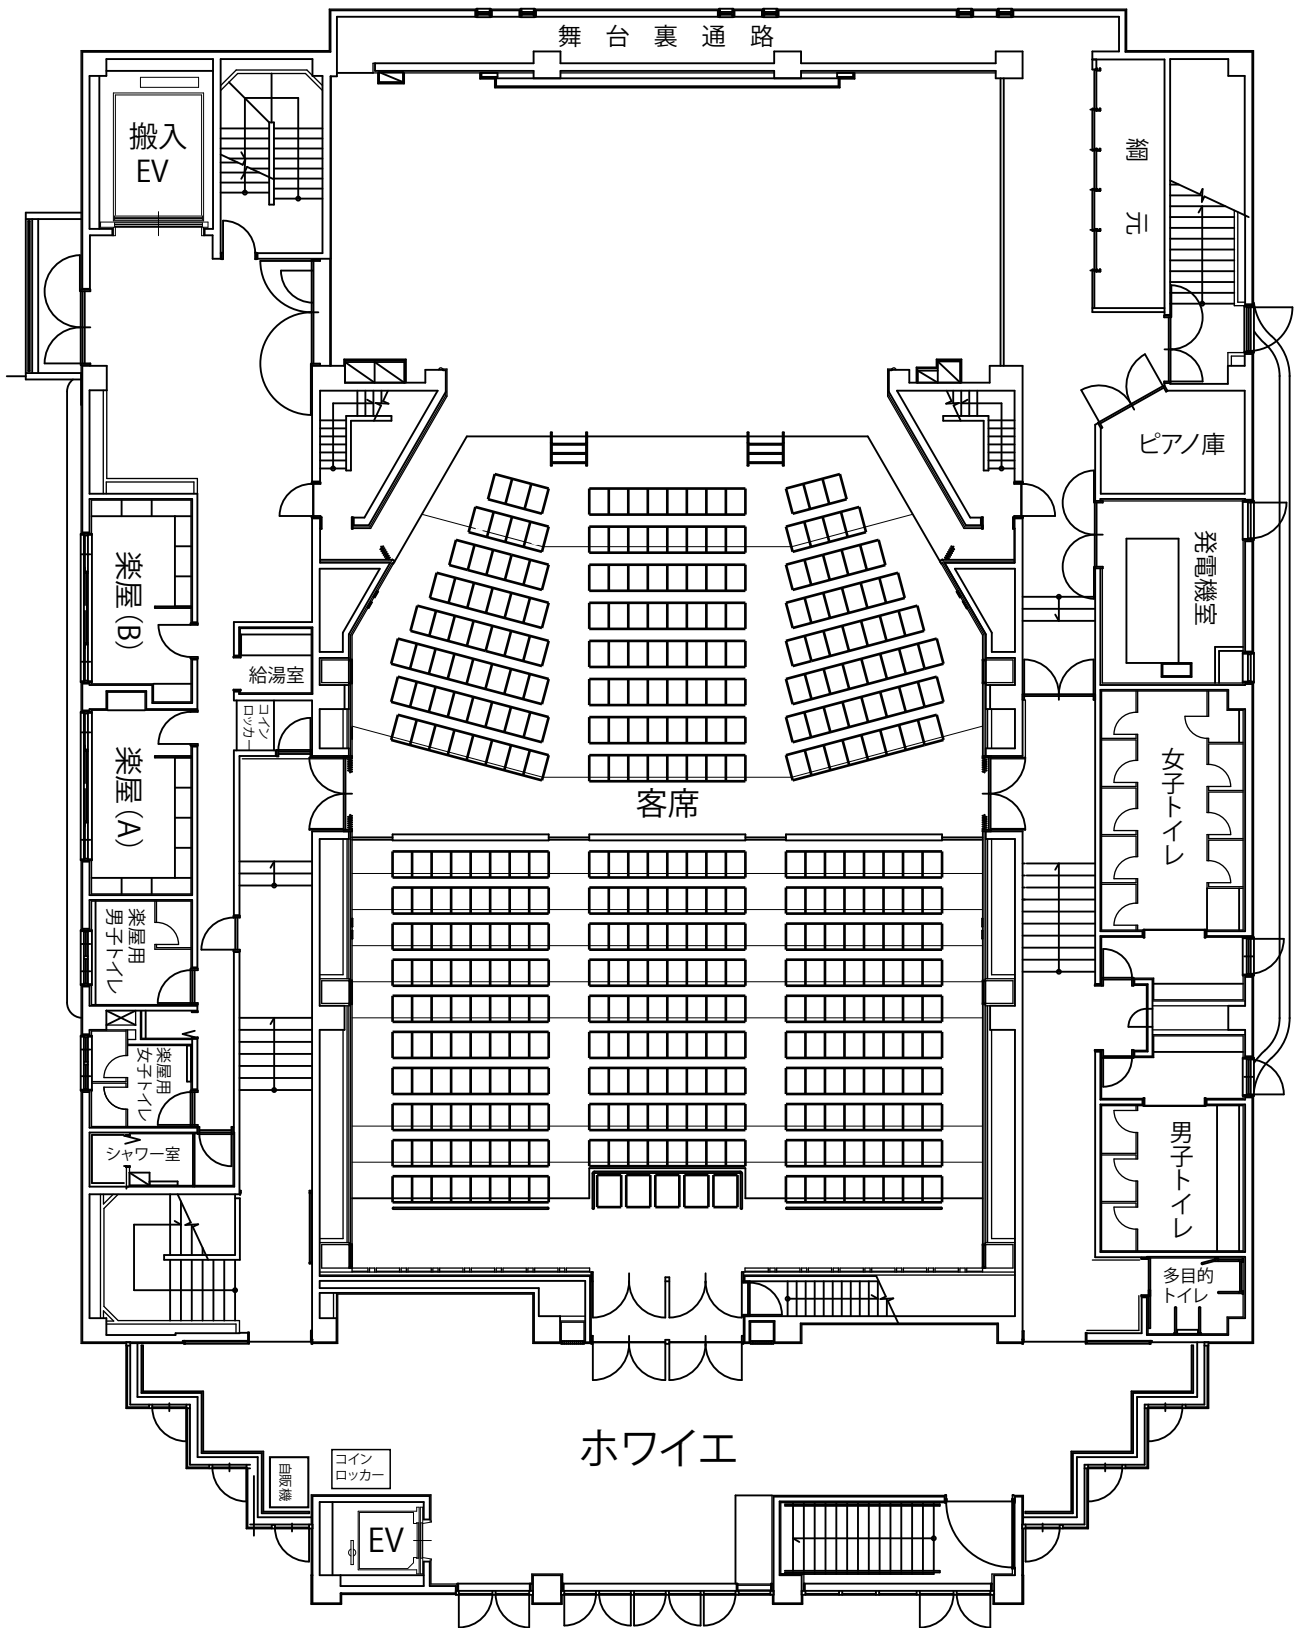 舞台裏通路
搬入
EV
綱元
ピアノ庫
発電機室
楽屋(B)
給湯室
コイン
ロッカー
楽屋(A)
女子トイレ
客席
楽屋用
男子トイレ
楽屋用
女子トイレ
シャワー室
男子トイレ
多目的
トイレ
ホワイエ
自販機
コイン
ロッカー
EV